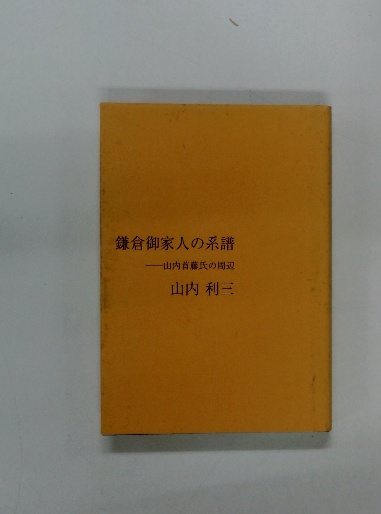 鎌倉御家人の系譜
──山内首藤氏の周辺
山内 利三